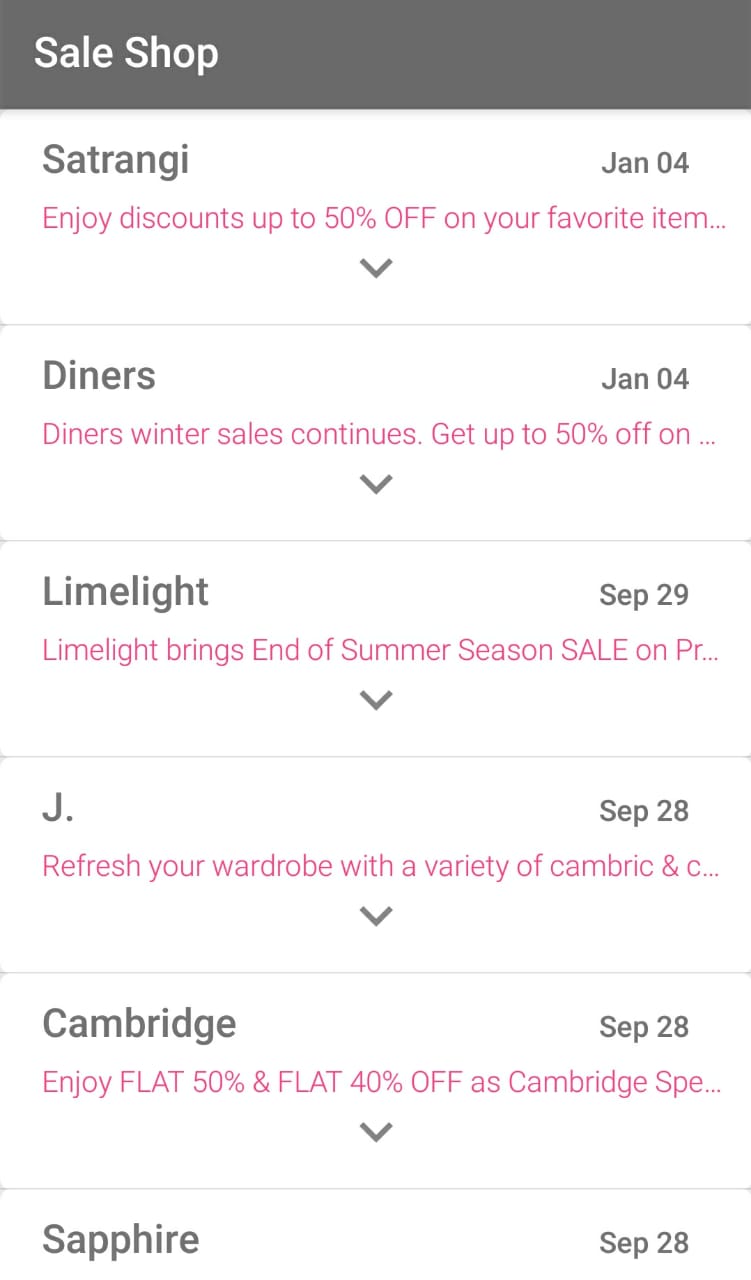 Sale Shop
Satrangi Jan 04
Enjoy discounts up to 50% OFF on your favorite item...
Diners Jan 04
Diners winter sales continues. Get up to 50% off on ...
Limelight Sep 29
Limelight brings End of Summer Season SALE on Pr...
J. Sep 28
Refresh your wardrobe with a variety of cambric & c...
Cambridge Sep 28
Enjoy FLAT 50% & FLAT 40% OFF as Cambridge Spe...
Sapphire Sep 28